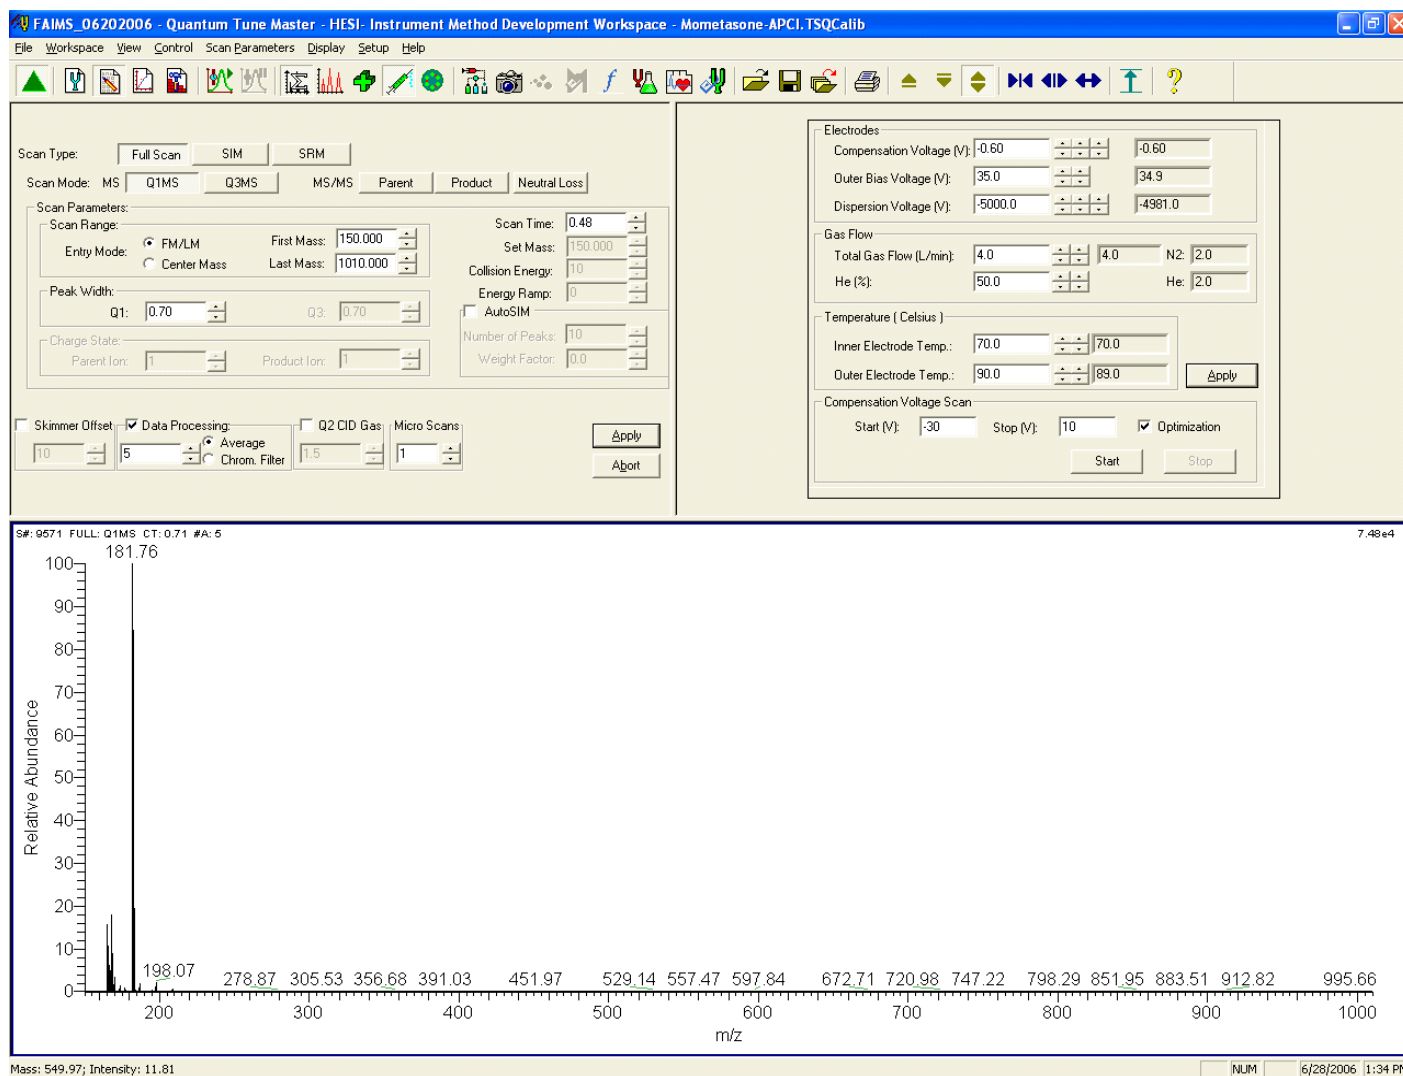 FAIMS_06202006 - Quantum Tune Master - HESI- Instrument Method Development Workspace - Mometasone-APCI.TSQCalib
File Workspace View Control Scan Parameters Display Setup Help
Scan Type: Full Scan SIM SRM
Scan Mode: MS Q1MS Q3MS MS/MS Parent Product Neutral Loss
Scan Parameters:
Scan Range:
Entry Mode: FM/LM Center Mass
First Mass: 150.000
Last Mass: 1010.000
Peak Width:
Q1: 0.70 Q3: 0.70
Charge State:
Parent Ion: 1 Product Ion: 1
Scan Time: 0.48
Set Mass: 150.000
Collision Energy: 10
Energy Ramp: 0
AutoSIM
Number of Peaks: 10
Weight Factor: 0.0
Skimmer Offset 10
Data Processing: 5 Average Chrom. Filter
Q2 CID Gas 1.5
Micro Scans 1
Apply
Abort
Electrodes
Compensation Voltage (V): -0.60 -0.60
Outer Bias Voltage (V): 35.0 34.9
Dispersion Voltage (V): -5000.0 -4981.0
Gas Flow
Total Gas Flow (L/min): 4.0 4.0 N2: 2.0
He (%): 50.0 He: 2.0
Temperature ( Celsius )
Inner Electrode Temp.: 70.0 70.0
Outer Electrode Temp.: 90.0 89.0
Apply
Compensation Voltage Scan
Start (V): -30 Stop (V): 10 Optimization
Start Stop
S#: 9571 FULL: Q1MS CT: 0.71 #A: 5 7.48e4
181.76
100
90
80
70
60
50
40
30
20
10
0
Relative Abundance
198.07 278.87 305.53 356.68 391.03 451.97 529.14 557.47 597.84 672.71 720.98 747.22 798.29 851.95 883.51 912.82 995.66
200 300 400 500 600 700 800 900 1000
m/z
Mass: 549.97; Intensity: 11.81 NUM 6/28/2006 1:34 PM